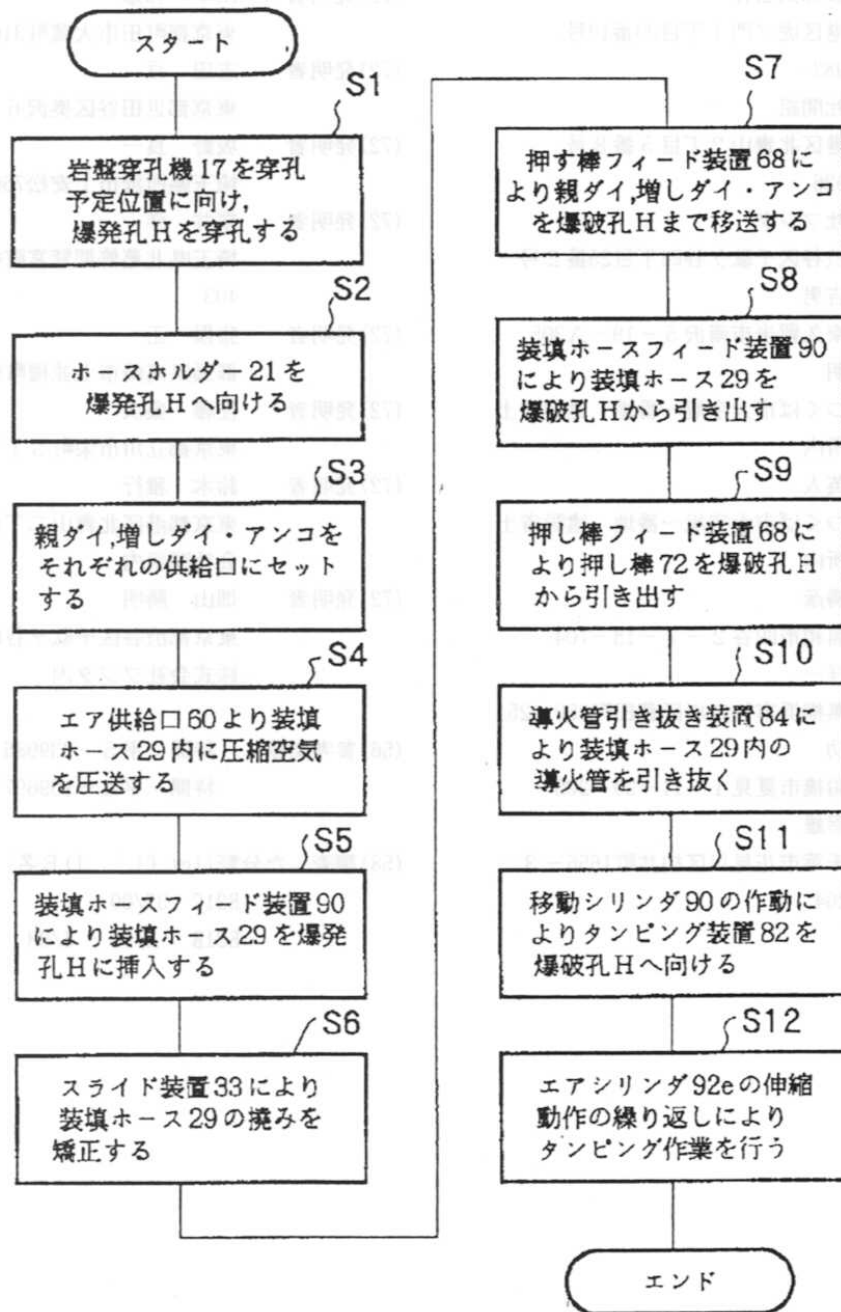 スタート
S1
岩盤穿孔機17を穿孔
予定位置に向け，
爆発孔Hを穿孔する
S2
ホースホルダー21を
爆発孔Hへ向ける
S3
親ダイ，増しダイ・アンコを
それぞれの供給口にセット
する
S4
エア供給口60より装填
ホース29内に圧縮空気
を圧送する
S5
装填ホースフィード装置90
により装填ホース29を爆発
孔Hに挿入する
S6
スライド装置33により
装填ホース29の撓みを
矯正する
S7
押す棒フィード装置68に
より親ダイ，増しダイ・アンコ
を爆破孔Hまで移送する
S8
装填ホースフィード装置90
により装填ホース29を
爆破孔Hから引き出す
S9
押し棒フィード装置68に
より押し棒72を爆破孔H
から引き出す
S10
導火管引き抜き装置84に
より装填ホース29内の
導火管を引き抜く
S11
移動シリンダ90の作動に
よりタンピング装置82を
爆破孔Hへ向ける
S12
エアシリンダ92eの伸縮
動作の繰り返しにより
タンピング作業を行う
エンド